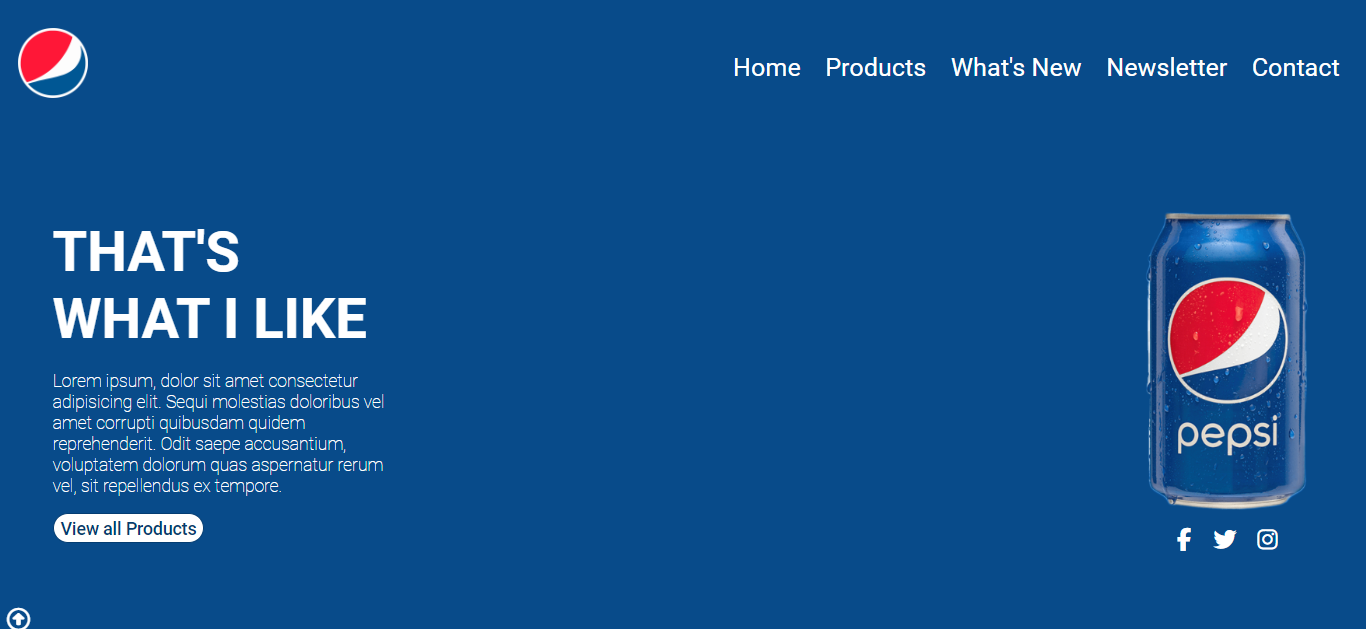 Home Products What's New Newsletter Contact
THAT'S
WHAT I LIKE
Lorem ipsum, dolor sit amet consectetur
adipisicing elit. Sequi molestias doloribus vel
amet corrupti quibusdam quidem
reprehenderit. Odit saepe accusantium,
voluptatem dolorum quas aspernatur rerum
vel, sit repellendus ex tempore.
View all Products
pepsi